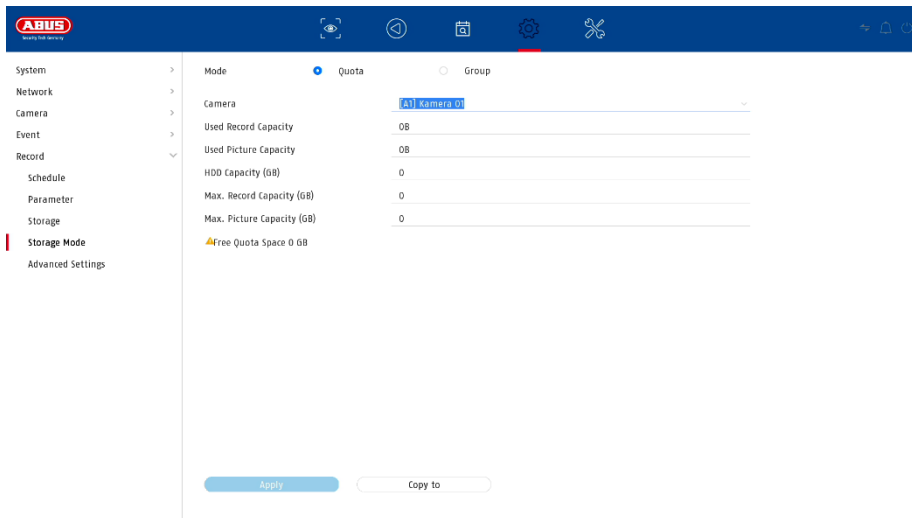 ABUS
Security Tech Germany
System
Network
Camera
Event
Record
Schedule
Parameter
Storage
Storage Mode
Advanced Settings
Mode Quota Group
Camera [A1] Kamera 01
Used Record Capacity 0B
Used Picture Capacity 0B
HDD Capacity (GB) 0
Max. Record Capacity (GB) 0
Max. Picture Capacity (GB) 0
Free Quota Space 0 GB
Apply Copy to